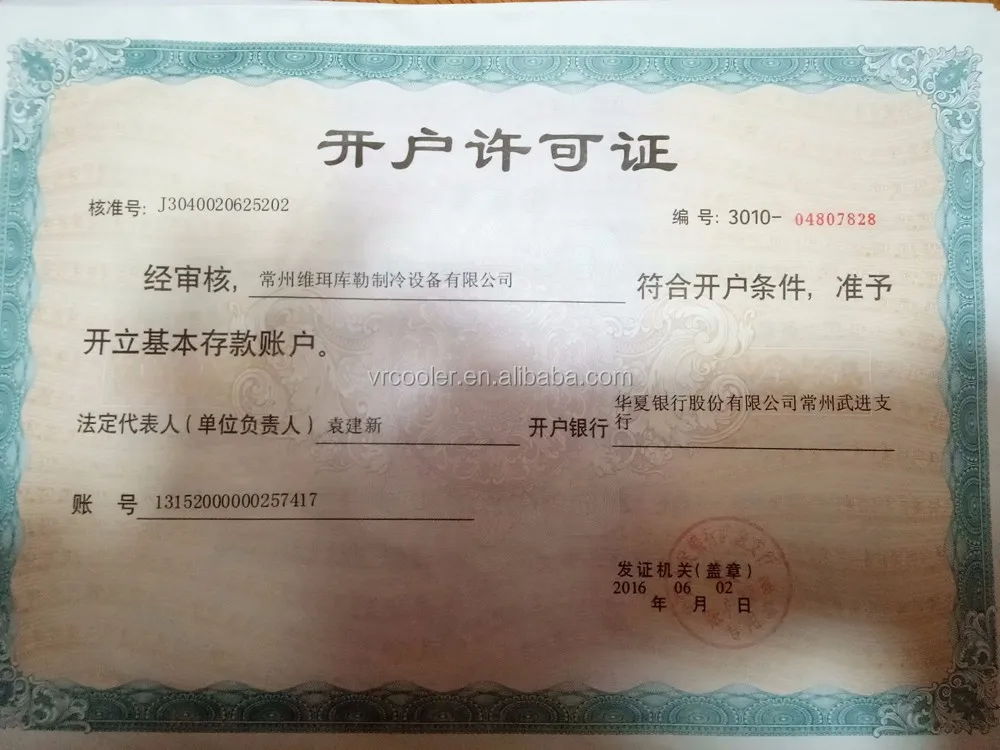 开户许可证
核准号: J3040020625202
编 号: 3010- 04807828
经审核, 常州维珥库勒制冷设备有限公司 符合开户条件, 准予
开立基本存款账户。
vrcooler.en.alibaba.com
法定代表人(单位负责人) 袁建新 开户银行 华夏银行股份有限公司常州武进支
行
账 号 13152000000257417
发证机关(盖章)
2016 06 02
年 月 日